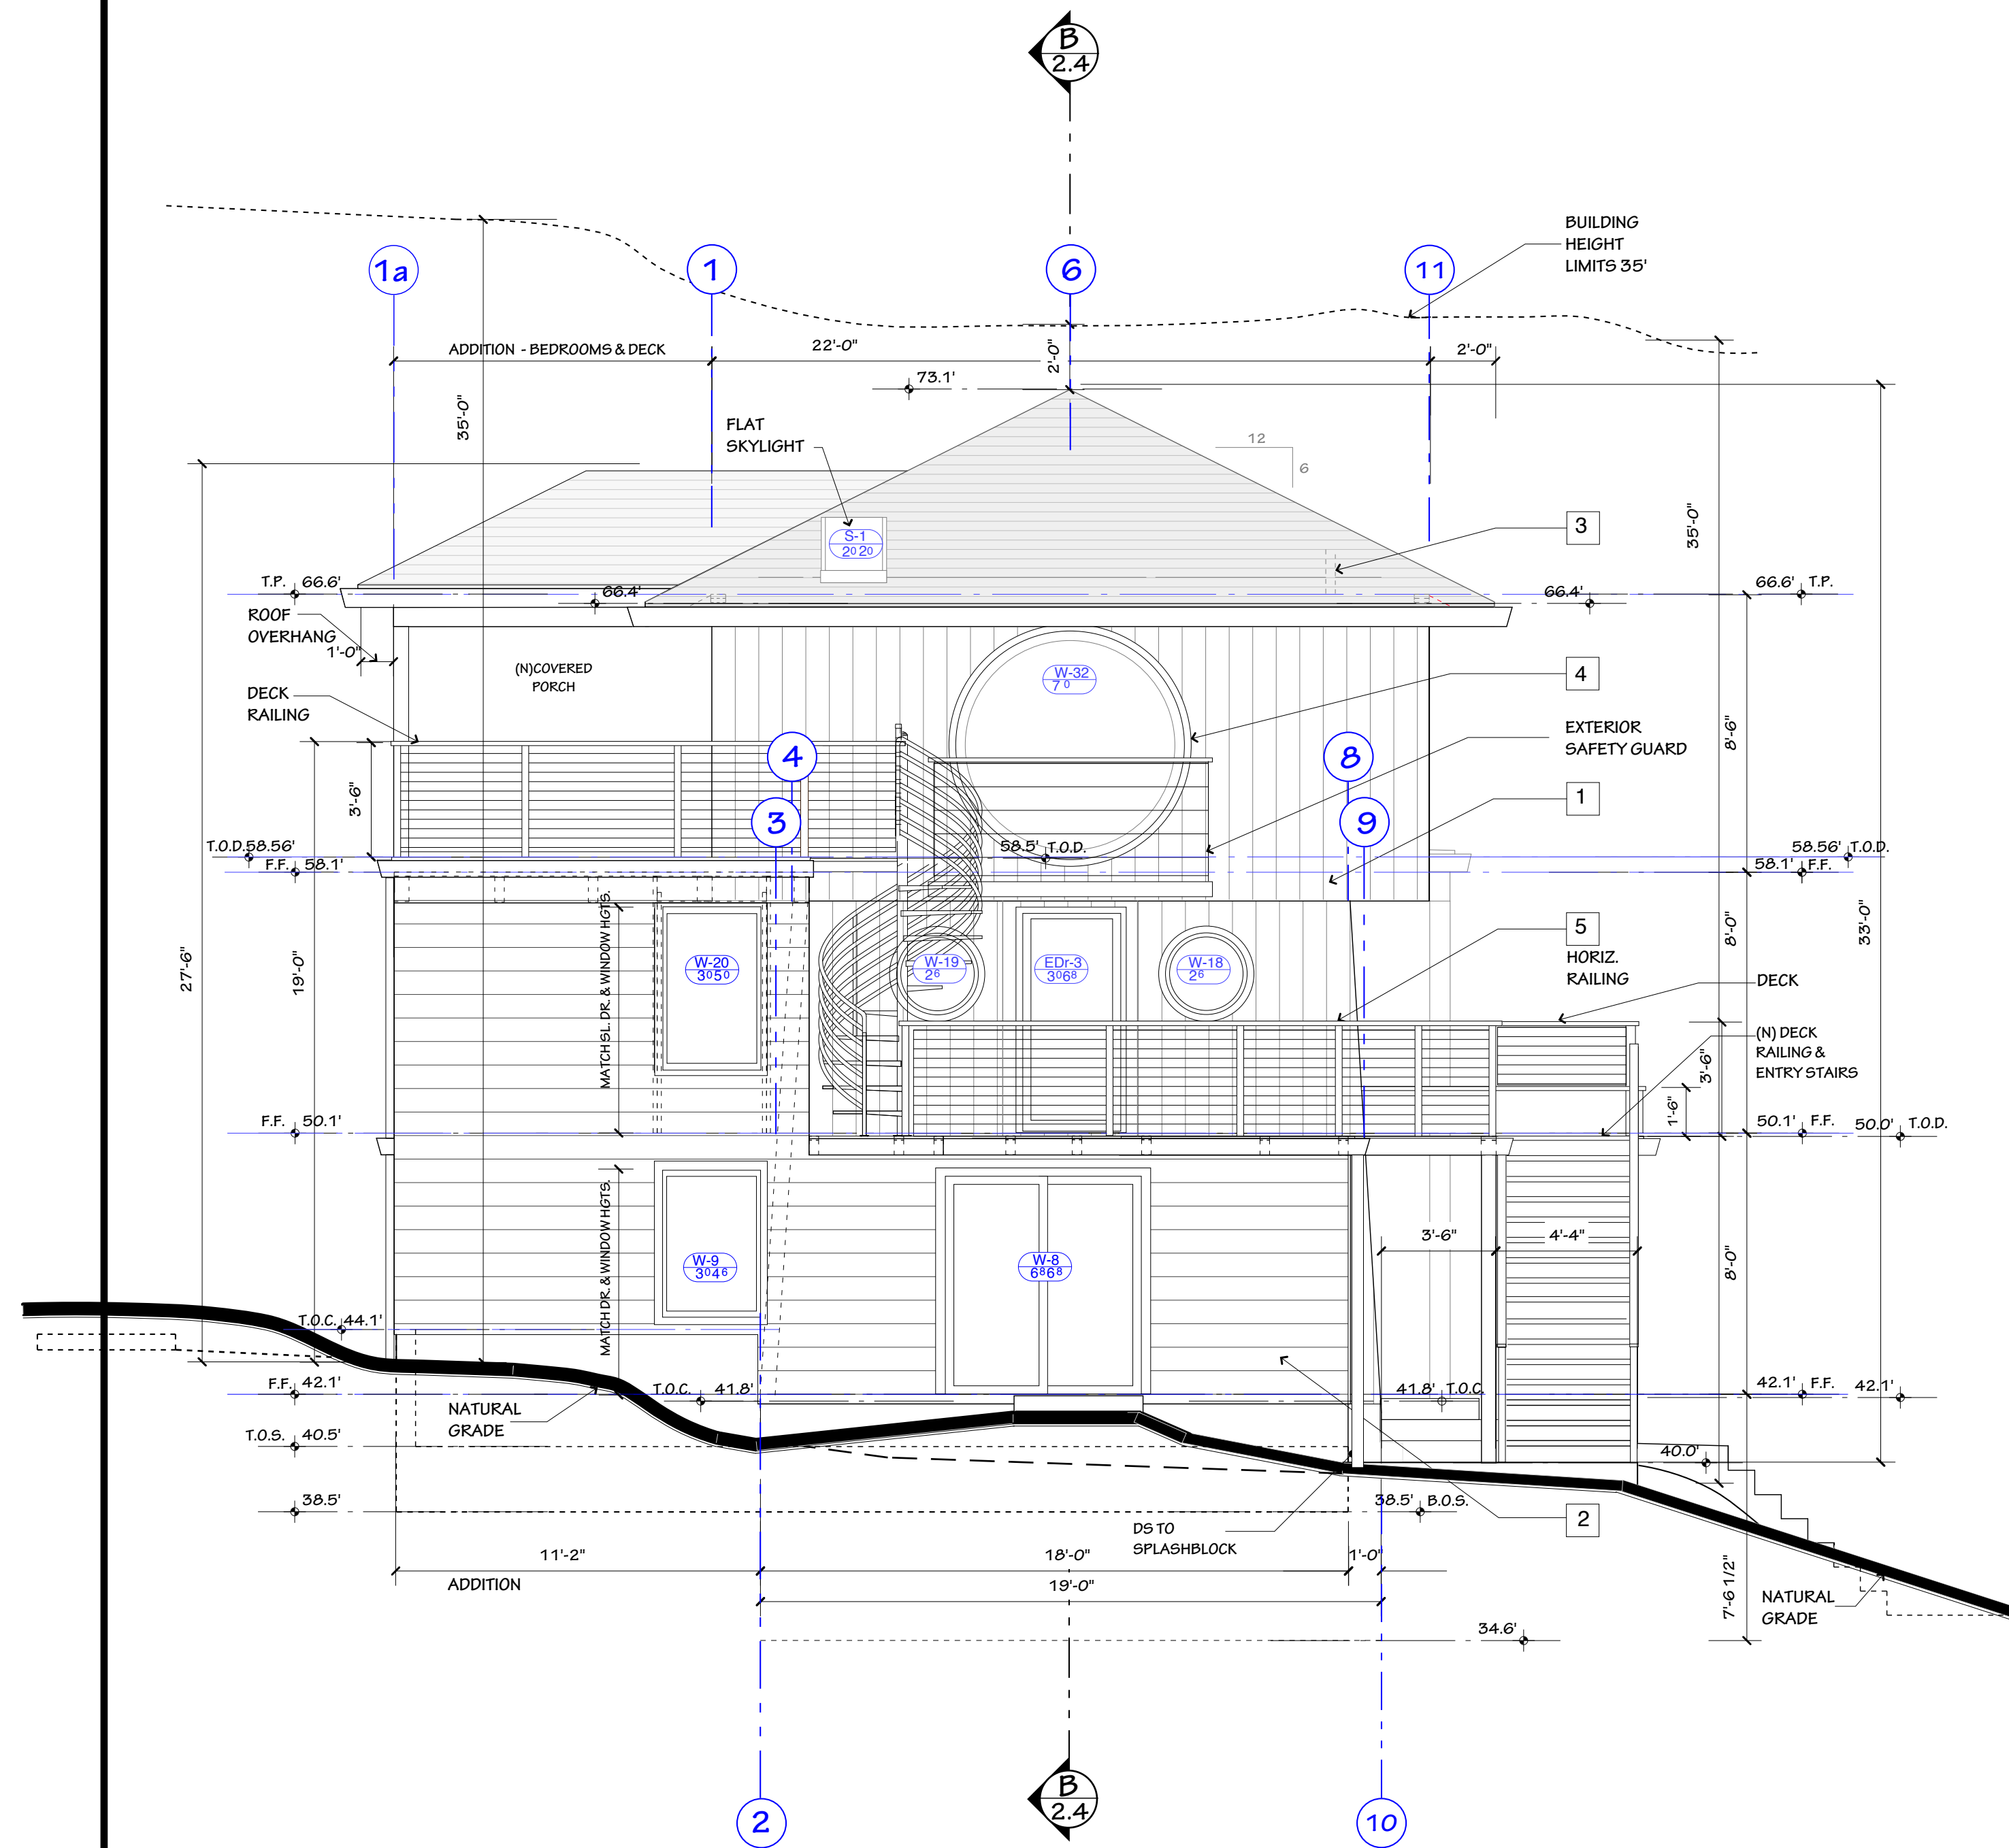 B
2.4
BUILDING
HEIGHT
LIMITS 35'
1a
1
6
11
ADDITION - BEDROOMS & DECK
22'-0"
2'-0"
2'-0"
73.1'
35'-0"
FLAT
SKYLIGHT
12
6
27'-6"
19'-0"
35'-0"
33'-0"
3
S-1
2⁰ 2⁰
T.P. 66.6'
66.4'
66.4'
66.6' T.P.
ROOF
OVERHANG
1'-0"
(N)COVERED
PORCH
W-32
7⁰
4
DECK
RAILING
EXTERIOR
SAFETY GUARD
8'-6"
4
8
3'-6"
3
9
1
T.O.D.58.56'
58.5' T.O.D.
58.56' T.O.D.
F.F. 58.1'
58.1' F.F.
MATCH SL. DR. & WINDOW HGTS.
5
HORIZ.
RAILING
8'-0"
W-20
3⁰5⁰
W-19
2⁶
EDr-3
3⁰6⁸
W-18
2⁶
DECK
(N) DECK
RAILING &
ENTRY STAIRS
3'-6"
1'-6"
F.F. 50.1'
50.1' F.F.
50.0' T.O.D.
MATCH DR. & WINDOW HGTS.
3'-6"
4'-4"
8'-0"
W-9
3⁰4⁶
W-8
6⁸6⁸
T.O.C. 44.1'
F.F. 42.1'
T.O.C. 41.8'
41.8' T.O.C.
42.1' F.F.
42.1'
NATURAL
GRADE
T.O.S. 40.5'
40.0'
38.5'
38.5' B.O.S.
2
DS TO
SPLASHBLOCK
11'-2"
18'-0"
1'-0"
ADDITION
19'-0"
7'-6 1/2"
NATURAL
GRADE
34.6'
2
B
2.4
10